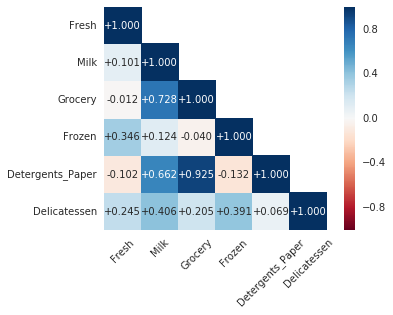 Fresh +1.000
Milk +0.101 +1.000
Grocery -0.012 +0.728 +1.000
Frozen +0.346 +0.124 -0.040 +1.000
Detergents_Paper -0.102 +0.662 +0.925 -0.132 +1.000
Delicatessen +0.245 +0.406 +0.205 +0.391 +0.069 +1.000
Fresh Milk Grocery Frozen Detergents_Paper Delicatessen
0.8
0.4
0.0
−0.4
−0.8